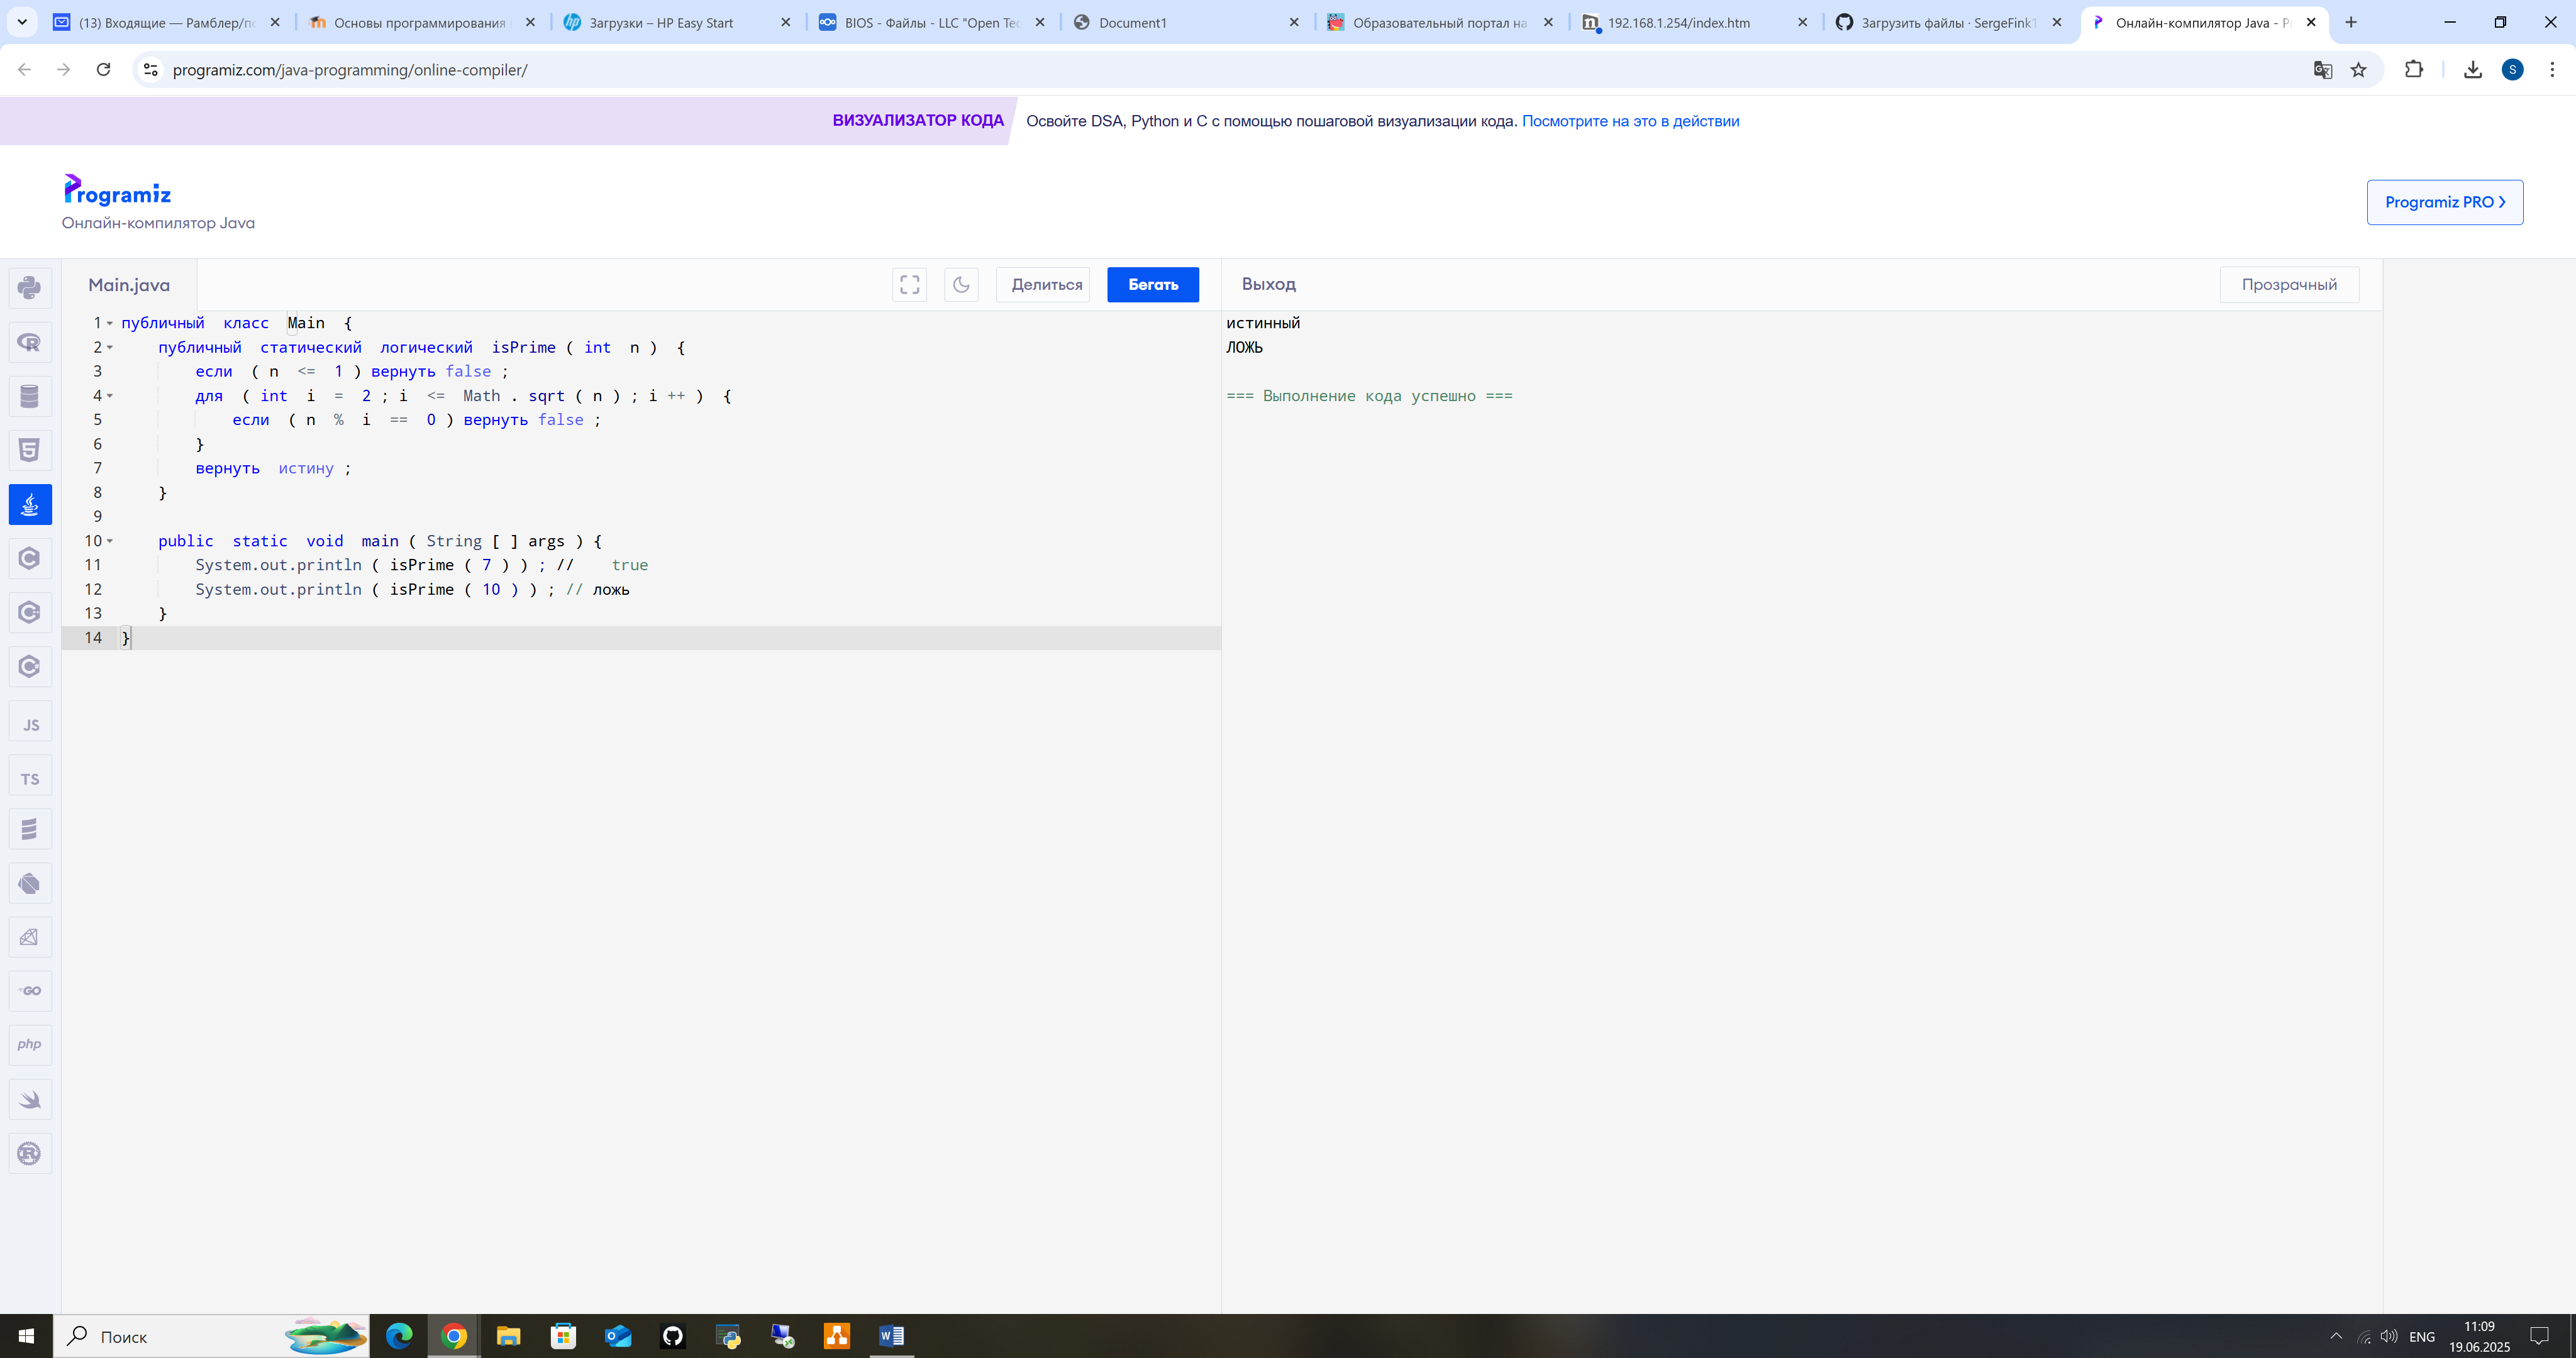 (13) Входящие — Рамблер/по
Основы программирования
Загрузки – HP Easy Start
BIOS - Файлы - LLC "Open Tec
Document1
Образовательный портал на
192.168.1.254/index.htm
Загрузить файлы · SergeFink1
Онлайн-компилятор Java - P
programiz.com/java-programming/online-compiler/
S
ВИЗУАЛИЗАТОР КОДА
Освойте DSA, Python и C с помощью пошаговой визуализации кода. Посмотрите на это в действии
Programiz
Онлайн-компилятор Java
Programiz PRO
Main.java
Делиться
Бегать
Выход
Прозрачный
1 публичный класс Main {
2 публичный статический логический isPrime ( int n ) {
3 если ( n <= 1 ) вернуть false ;
4 для ( int i = 2 ; i <= Math . sqrt ( n ) ; i ++ ) {
5 если ( n % i == 0 ) вернуть false ;
6 }
7 вернуть истину ;
8 }
9
10 public static void main ( String [ ] args ) {
11 System.out.println ( isPrime ( 7 ) ) ; // true
12 System.out.println ( isPrime ( 10 ) ) ; // ложь
13 }
14 }
истинный
ЛОЖЬ
=== Выполнение кода успешно ===
JS
TS
GO
php
Поиск
ENG
11:09
19.06.2025